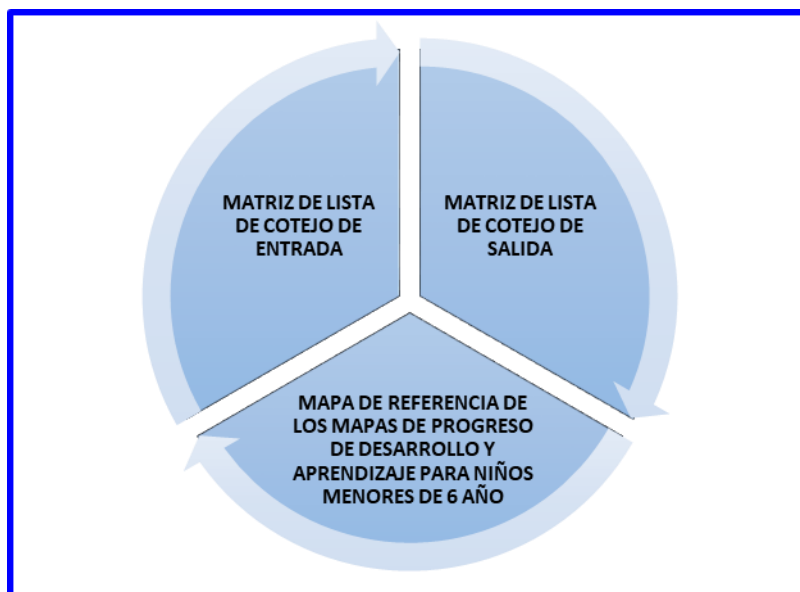 MATRIZ DE LISTA
DE COTEJO DE
ENTRADA
MATRIZ DE LISTA
DE COTEJO DE
SALIDA
MAPA DE REFERENCIA DE
LOS MAPAS DE PROGRESO
DE DESARROLLO Y
APRENDIZAJE PARA NIÑOS
MENORES DE 6 AÑO